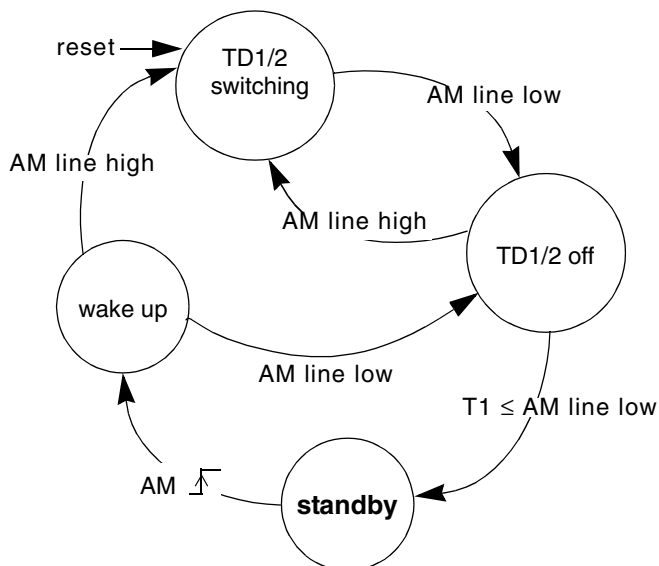 reset
TD1/2
switching
AM line low
AM line high
AM line high
TD1/2 off
wake up
AM line low
T1 ≤ AM line low
AM
standby